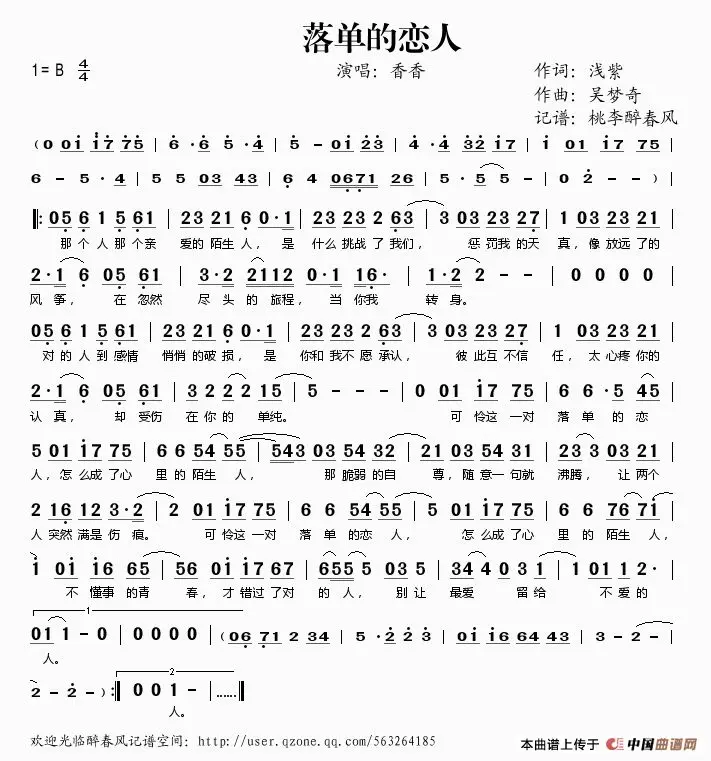 落单的恋人
1=B 4/4 演唱：香香 作词：浅紫
作曲：吴梦奇
记谱：桃李醉春风
(0 0i i7 75 | 6·6 5·4 | 5 - 0i 23 | 4·4 32 i7 | i 0i i7 75
6 - 5·4 | 5 5 03 43 | 6 4 0671 26 | 5·5 5 - | 0 2 - - )
‖: 05 6 1 5 61 | 23 21 6 0·1 | 23 23 2 63 | 3 03 23 27 | 1 03 23 21
那个人那个亲 爱的陌生人，是 什么挑战了我们， 惩罚我的天 真，像放远了的
2·1 6 05 61 | 3·2 2112 0·1 16· | 1·2 2 - - | 0 0 0 0
风筝， 在忽然 尽头的旅程，当你我 转身。
05 6 1 5 61 | 23 21 6 0·1 | 23 23 2 63 | 3 03 23 27 | 1 03 23 21
对的人到感情 悄悄的破损，是 你和我不愿承认， 彼此互不信 任，太心疼你的
2·1 6 05 61 | 3 2 2 2 15 | 5 - - - | 0 01 i7 75 | 6 6·5 45
认真， 却受伤 在你的 单纯。 可怜这一对 落单的恋
5 01 i7 75 | 6 6 54 55 | 543 03 54 32 | 21 05 54 31 | 23 3 03 21
人，怎么成了心 里的陌生人， 那脆弱的自 尊，随意一句就 沸腾， 让两个
2 16 12 3·2 | 2 01 i7 75 | 6 6 54 55 | 5 01 i7 75 | 6 6 54 55
人突然满是伤痕。 可怜这一对 落单的恋人， 怎么成了心 里的陌生人，
i 0i i6 65 | 56 0i i7 67 | 655 5 03 5 | 34 4 03 1 | 10 1 1 2·
不懂事的青 春，才错过了对 的人，别让 最爱 留给 不爱的
1
01 1 - 0 | 0 0 0 0 | (06 71 2 34 | 5·2 2 3 | 0i i6 64 43 | 3 - 2 -
人。
2
2 - 2 - ) :‖ 0 0 1 - | ……‖
人。
欢迎光临醉春风记谱空间：http://user.qzone.qq.com/563264185
本曲谱上传于 中国曲谱网